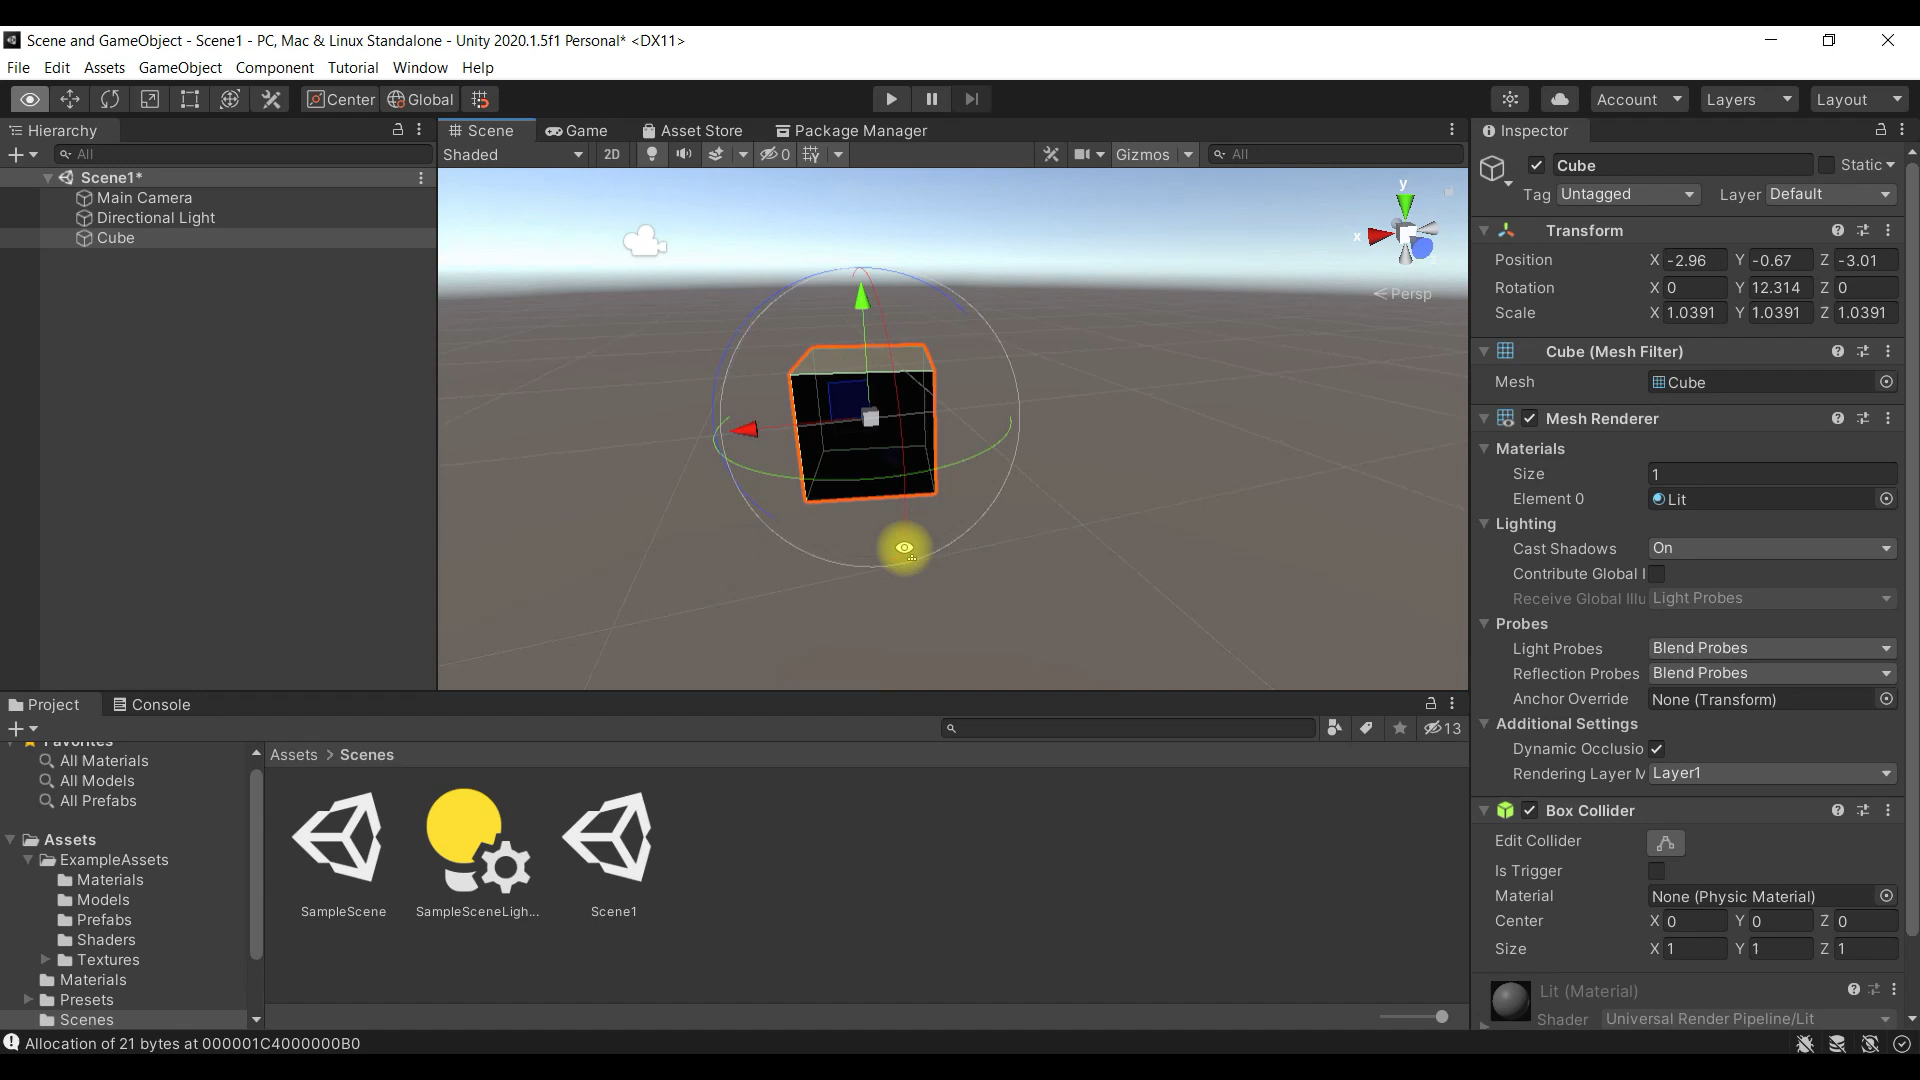 Scene and GameObject - Scene1 - PC, Mac & Linux Standalone - Unity 2020.1.5f1 Personal* <DX11>
File Edit Assets GameObject Component Tutorial Window Help
Center Global Account Layers Layout
Hierarchy
All
Scene1*
Main Camera
Directional Light
Cube
Scene Game Asset Store Package Manager
Shaded 2D 0 Gizmos All
y
x
Persp
Inspector
Cube Static
Tag Untagged Layer Default
Transform
Position X -2.96 Y -0.67 Z -3.01
Rotation X 0 Y 12.314 Z 0
Scale X 1.0391 Y 1.0391 Z 1.0391
Cube (Mesh Filter)
Mesh Cube
Mesh Renderer
Materials
Size 1
Element 0 Lit
Lighting
Cast Shadows On
Contribute Global I
Receive Global Illu Light Probes
Probes
Light Probes Blend Probes
Reflection Probes Blend Probes
Anchor Override None (Transform)
Additional Settings
Dynamic Occlusio
Rendering Layer M Layer1
Box Collider
Edit Collider
Is Trigger
Material None (Physic Material)
Center X 0 Y 0 Z 0
Size X 1 Y 1 Z 1
Lit (Material)
Shader Universal Render Pipeline/Lit
Project Console
13
Favorites
All Materials
All Models
All Prefabs
Assets
ExampleAssets
Materials
Models
Prefabs
Shaders
Textures
Materials
Presets
Scenes
Assets > Scenes
SampleScene SampleSceneLigh... Scene1
Allocation of 21 bytes at 000001C4000000B0